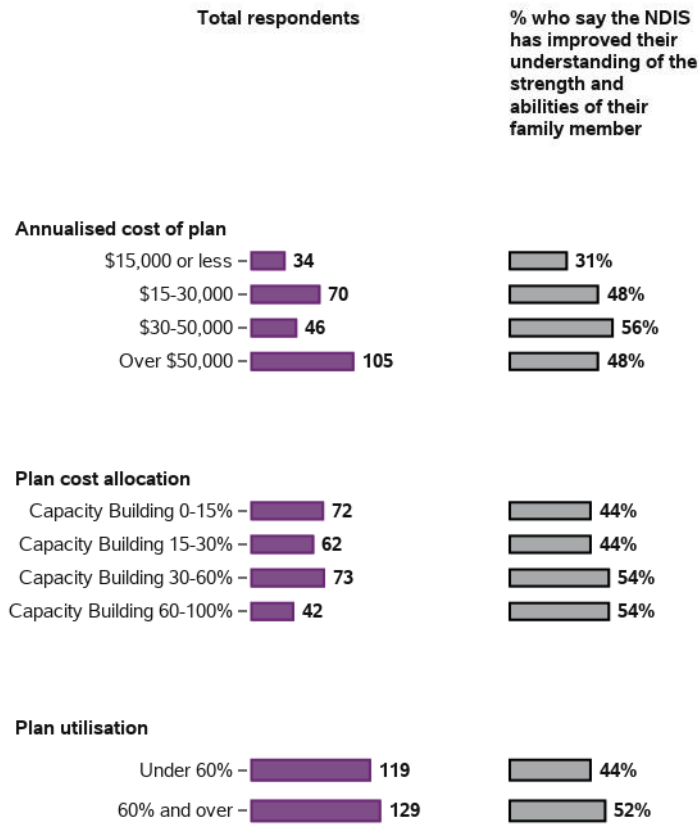 Total respondents
% who say the NDIS
has improved their
understanding of the
strength and
abilities of their
family member
Annualised cost of plan
$15,000 or less 34 31%
$15-30,000 70 48%
$30-50,000 46 56%
Over $50,000 105 48%
Plan cost allocation
Capacity Building 0-15% 72 44%
Capacity Building 15-30% 62 44%
Capacity Building 30-60% 73 54%
Capacity Building 60-100% 42 54%
Plan utilisation
Under 60% 119 44%
60% and over 129 52%